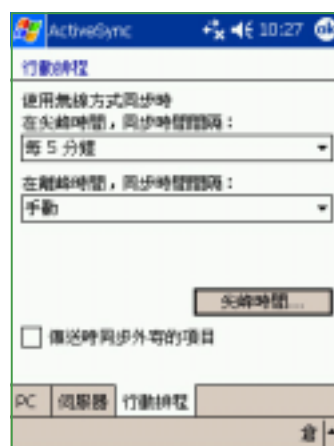 ActiveSync 10:27 ok
行動排程
使用無線方式同步時
在尖峰時間，同步時間間隔：
每 5 分鐘
在離峰時間，同步時間間隔：
手動
尖峰時間...
傳送時同步外寄的項目
PC 伺服器 行動排程
倉